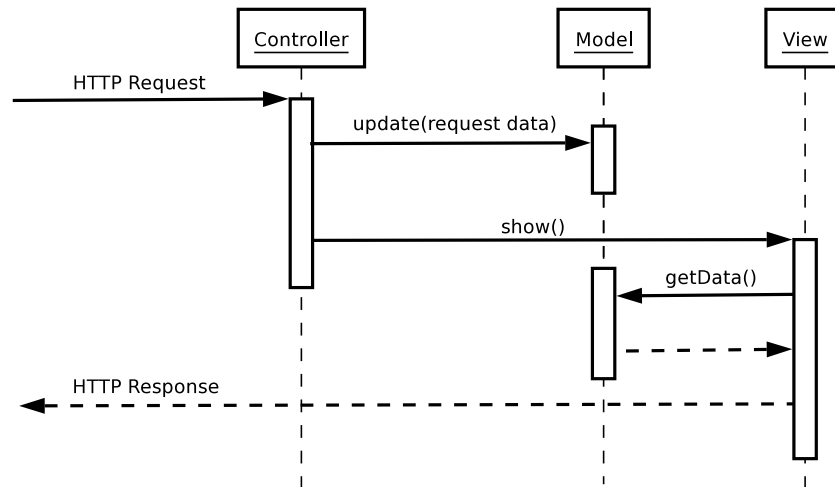 Controller
Model
View
HTTP Request
update(request data)
show()
getData()
HTTP Response